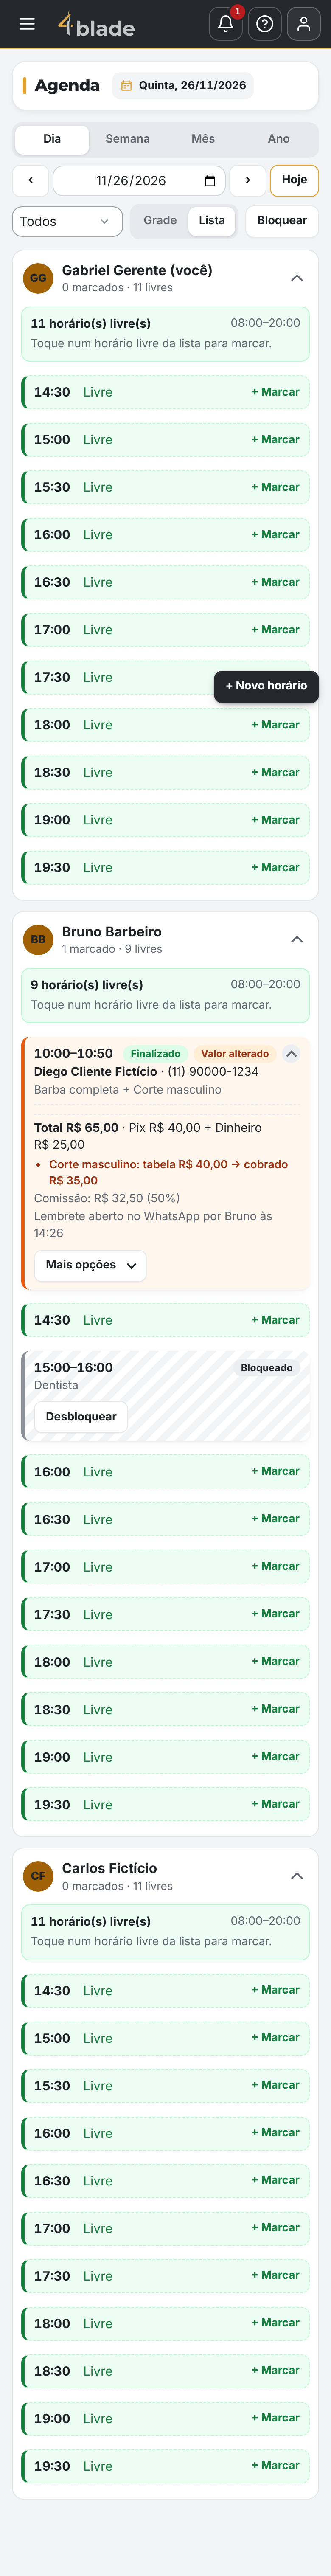 4blade
1
Agenda
Quinta, 26/11/2026
Dia Semana Mês Ano
‹ 11/26/2026 › Hoje
Todos Grade Lista Bloquear
GG Gabriel Gerente (você)
0 marcados · 11 livres
11 horário(s) livre(s) 08:00–20:00
Toque num horário livre da lista para marcar.
14:30 Livre + Marcar
15:00 Livre + Marcar
15:30 Livre + Marcar
16:00 Livre + Marcar
16:30 Livre + Marcar
17:00 Livre + Marcar
17:30 Livre
+ Novo horário
18:00 Livre + Marcar
18:30 Livre + Marcar
19:00 Livre + Marcar
19:30 Livre + Marcar
BB Bruno Barbeiro
1 marcado · 9 livres
9 horário(s) livre(s) 08:00–20:00
Toque num horário livre da lista para marcar.
10:00–10:50 Finalizado Valor alterado
Diego Cliente Fictício · (11) 90000-1234
Barba completa + Corte masculino
Total R$ 65,00 · Pix R$ 40,00 + Dinheiro
R$ 25,00
• Corte masculino: tabela R$ 40,00 → cobrado
R$ 35,00
Comissão: R$ 32,50 (50%)
Lembrete aberto no WhatsApp por Bruno às
14:26
Mais opções
14:30 Livre + Marcar
15:00–16:00 Bloqueado
Dentista
Desbloquear
16:00 Livre + Marcar
16:30 Livre + Marcar
17:00 Livre + Marcar
17:30 Livre + Marcar
18:00 Livre + Marcar
18:30 Livre + Marcar
19:00 Livre + Marcar
19:30 Livre + Marcar
CF Carlos Fictício
0 marcados · 11 livres
11 horário(s) livre(s) 08:00–20:00
Toque num horário livre da lista para marcar.
14:30 Livre + Marcar
15:00 Livre + Marcar
15:30 Livre + Marcar
16:00 Livre + Marcar
16:30 Livre + Marcar
17:00 Livre + Marcar
17:30 Livre + Marcar
18:00 Livre + Marcar
18:30 Livre + Marcar
19:00 Livre + Marcar
19:30 Livre + Marcar